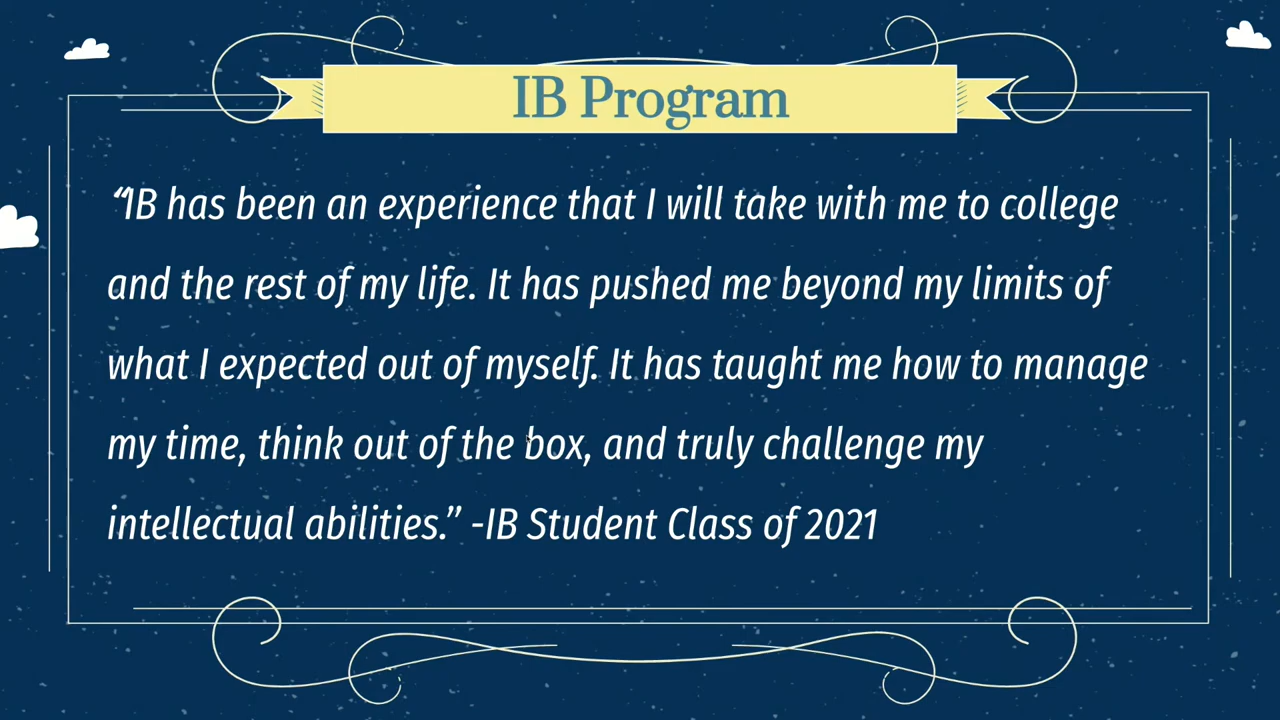 IB Program
“IB has been an experience that I will take with me to college
and the rest of my life. It has pushed me beyond my limits of
what I expected out of myself. It has taught me how to manage
my time, think out of the box, and truly challenge my
intellectual abilities.” -IB Student Class of 2021